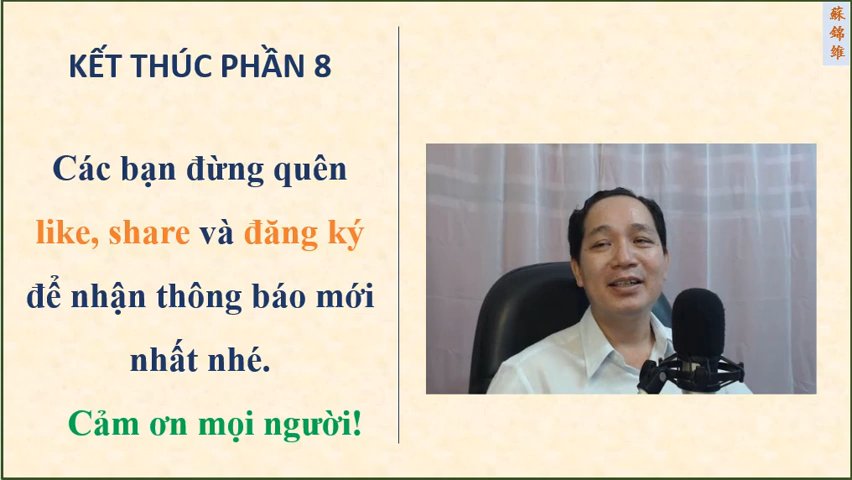 KẾT THÚC PHẦN 8
Các bạn đừng quên
like, share và đăng ký
để nhận thông báo mới
nhất nhé.
Cảm ơn mọi người!
蘇錦維